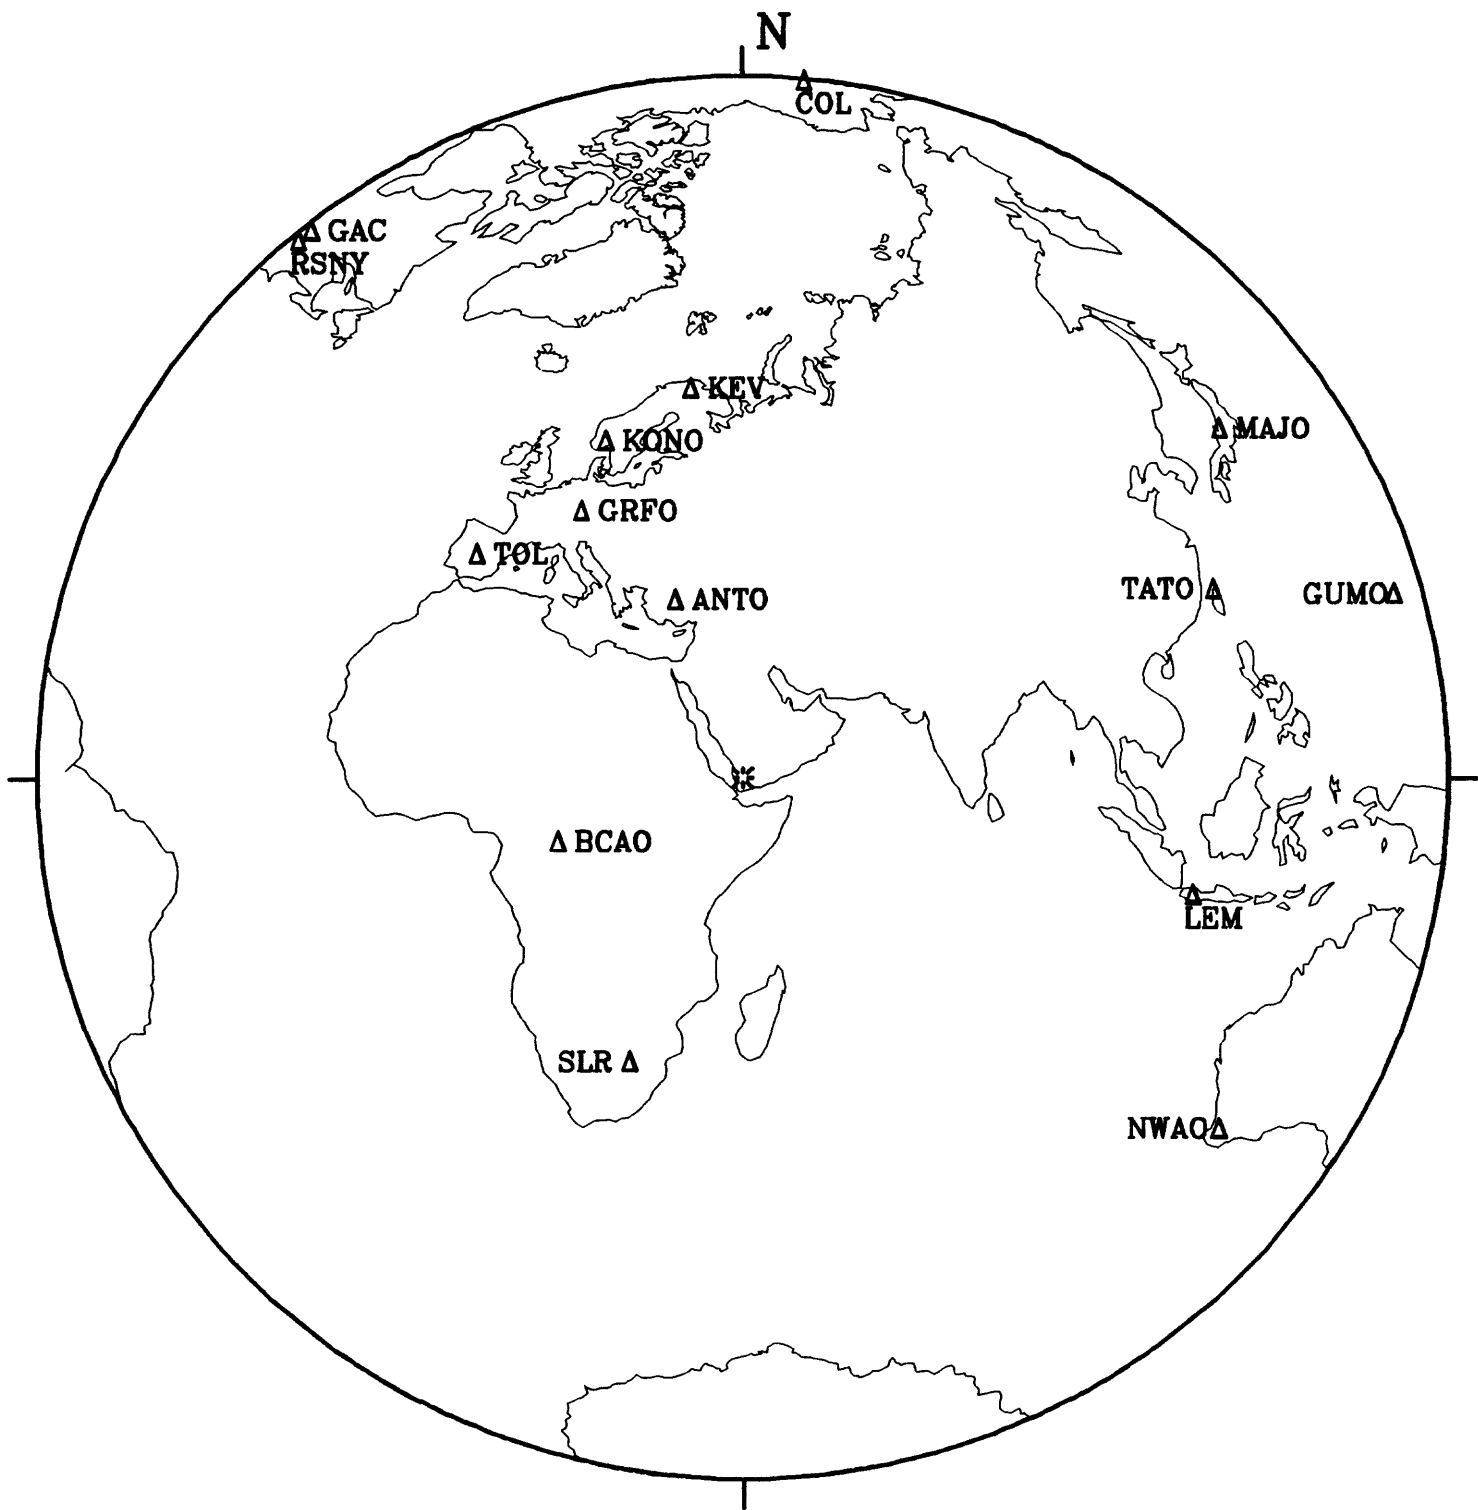 N
COL
GAC
RSNY
KEV
KONO
MAJO
GRFO
TOL
TATO
GUMO
ANTO
BCAO
LEM
SLR
NWAO